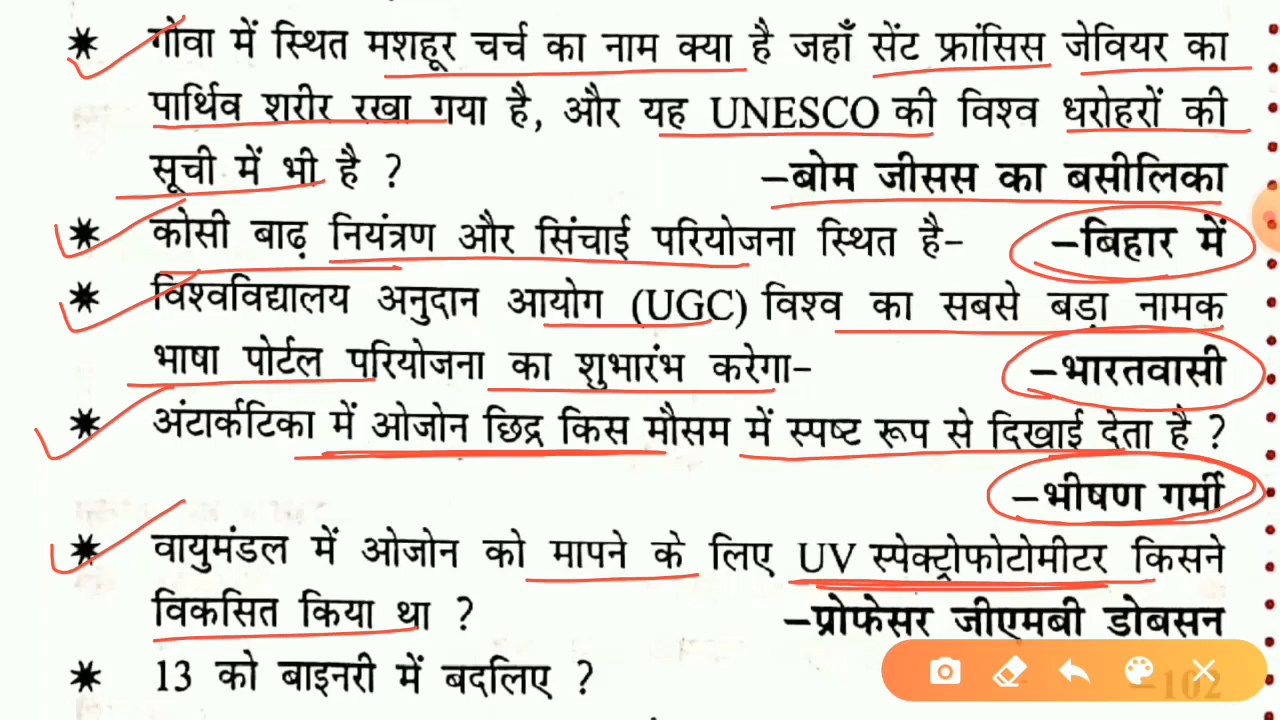 * गोवा में स्थित मशहूर चर्च का नाम क्या है जहाँ सेंट फ्रांसिस जेवियर का
पार्थिव शरीर रखा गया है, और यह UNESCO की विश्व धरोहरों की
सूची में भी है ? –बोम जीसस का बसीलिका
* कोसी बाढ़ नियंत्रण और सिंचाई परियोजना स्थित है– –बिहार में
* विश्वविद्यालय अनुदान आयोग (UGC) विश्व का सबसे बड़ा नामक
भाषा पोर्टल परियोजना का शुभारंभ करेगा– –भारतवासी
* अंटार्कटिका में ओजोन छिद्र किस मौसम में स्पष्ट रूप से दिखाई देता है ?
–भीषण गर्मी
* वायुमंडल में ओजोन को मापने के लिए UV स्पेक्ट्रोफोटोमीटर किसने
विकसित किया था ? –प्रोफेसर जीएमबी डोबसन
* 13 को बाइनरी में बदलिए ? –102